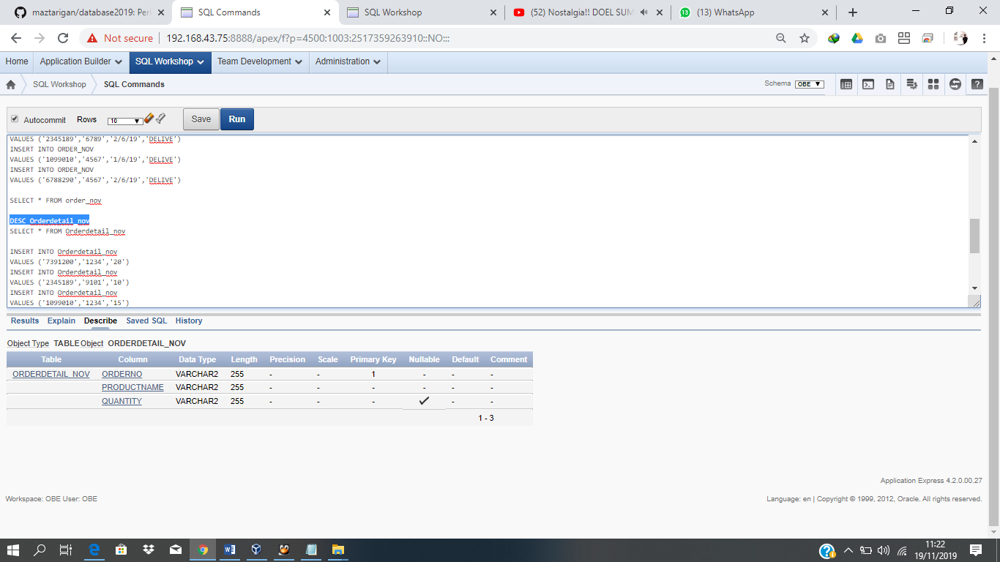 maztarigan/database2019: Per
SQL Commands
SQL Workshop
(52) Nostalgia!! DOEL SUM
13
(13) WhatsApp
Not secure
192.168.43.75:8888/apex/f?p=4500:1003:2517359263910::NO:::
Home
Application Builder
SQL Workshop
Team Development
Administration
SQL Workshop
SQL Commands
Schema
OBE
Autocommit
Rows
10
Save
Run
VALUES ('2345189','6789','2/6/19','DELIVE')
INSERT INTO ORDER_NOV
VALUES ('1099010','4567','1/6/19','DELIVE')
INSERT INTO ORDER_NOV
VALUES ('6788290','4567','2/6/19','DELIVE')
SELECT * FROM order_nov
DESC Orderdetail_nov
SELECT * FROM Orderdetail_nov
INSERT INTO Orderdetail_nov
VALUES ('7391200','1234','20')
INSERT INTO Orderdetail_nov
VALUES ('2345189','9101','10')
INSERT INTO Orderdetail_nov
VALUES ('1099010','1234','15')
Results Explain Describe Saved SQL History
Object Type TABLE Object ORDERDETAIL_NOV
Table Column Data Type Length Precision Scale Primary Key Nullable Default Comment
ORDERDETAIL_NOV ORDERNO VARCHAR2 255 - - 1 - - -
PRODUCTNAME VARCHAR2 255 - - - - - -
QUANTITY VARCHAR2 255 - - - ✓ - -
1 - 3
Application Express 4.2.0.00.27
Workspace: OBE User: OBE
Language: en | Copyright © 1999, 2012, Oracle. All rights reserved.
11:22
19/11/2019